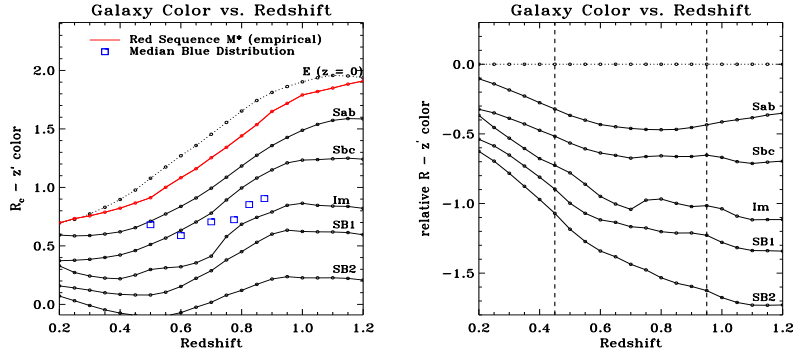 Galaxy Color vs. Redshift
Red Sequence M* (empirical)
Median Blue Distribution
E (z = 0)
Sab
Sbc
Im
SB1
SB2
2.0
1.5
1.0
0.5
0.0
R_c − z' color
0.2 0.4 0.6 0.8 1.0 1.2
Redshift
Galaxy Color vs. Redshift
0.0
−0.5
−1.0
−1.5
relative R − z' color
Sab
Sbc
Im
SB1
SB2
0.2 0.4 0.6 0.8 1.0 1.2
Redshift